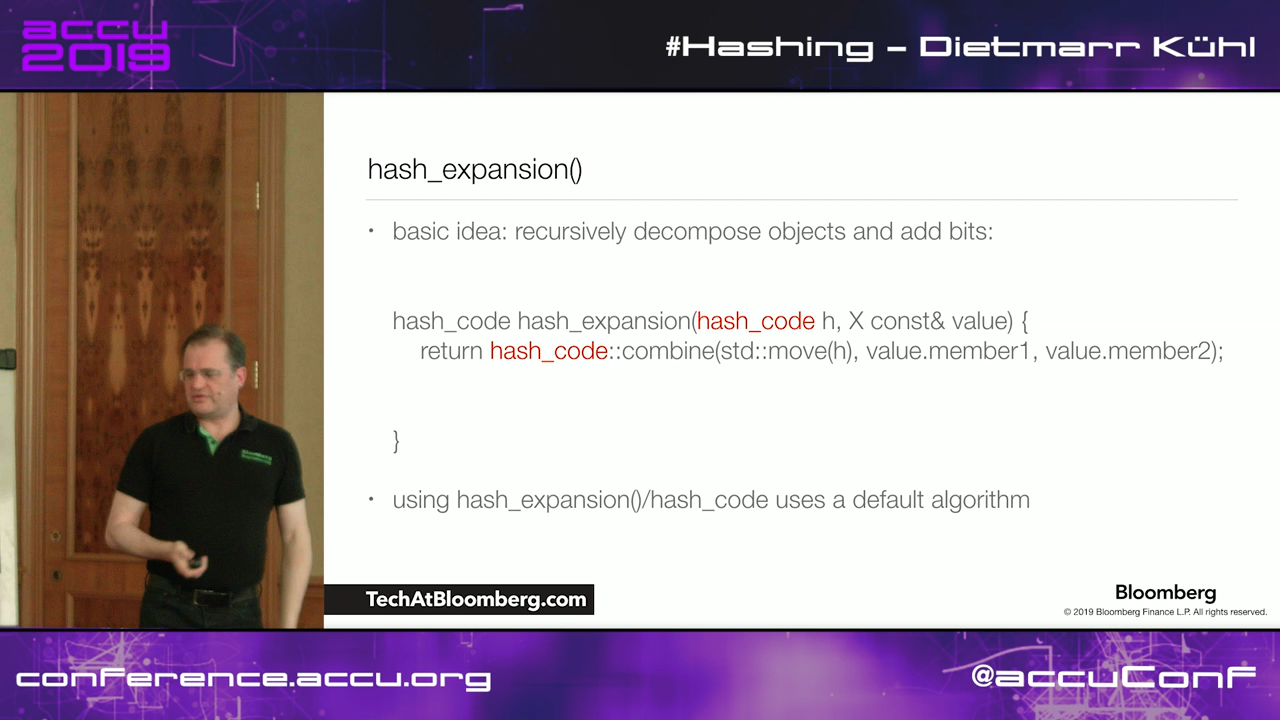 accu
2019
#Hashing – Dietmarr Kühl
hash_expansion()
• basic idea: recursively decompose objects and add bits:
hash_code hash_expansion(hash_code h, X const& value) {
return hash_code::combine(std::move(h), value.member1, value.member2);
}
• using hash_expansion()/hash_code uses a default algorithm
Bloomberg
TechAtBloomberg.com
Bloomberg
© 2019 Bloomberg Finance L.P. All rights reserved.
conference.accu.org
@accuConf